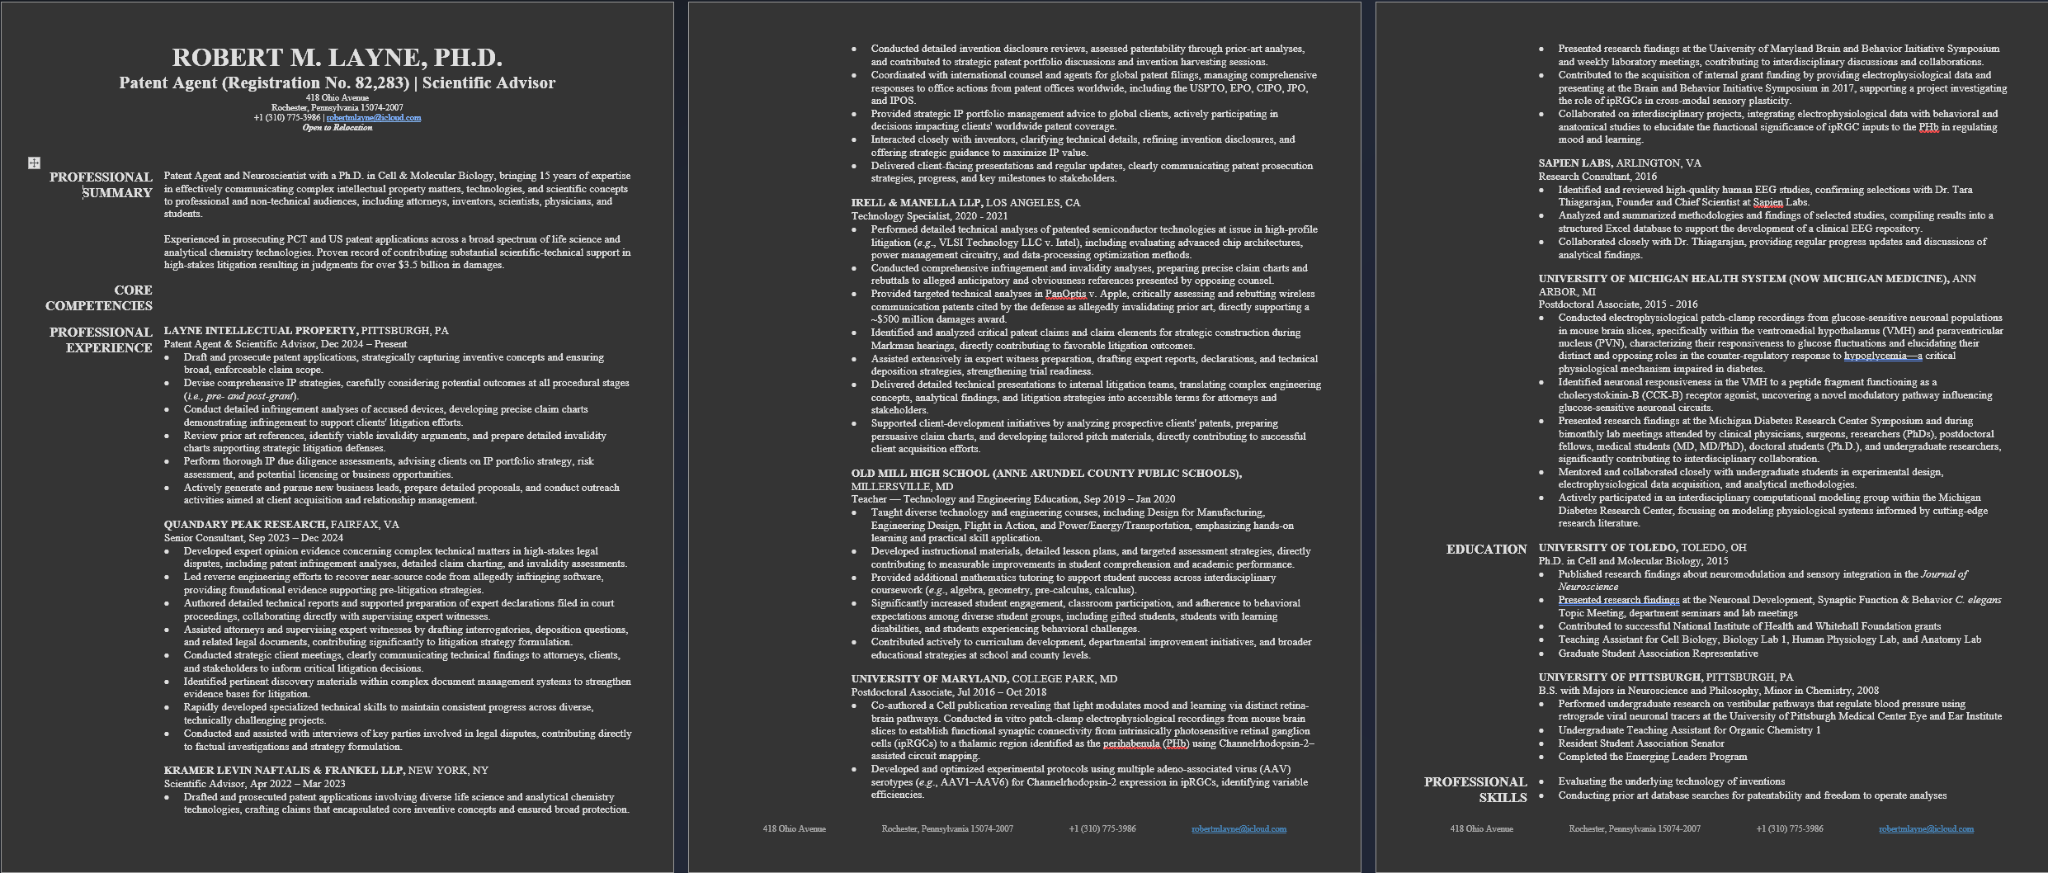 ROBERT M. LAYNE, PH.D.
Patent Agent (Registration No. 82,283) | Scientific Advisor
418 Ohio Avenue
Rochester, Pennsylvania 15074-2007
+1 (310) 775-3986 | robertmlayne@icloud.com
Open to Relocation
PROFESSIONAL
SUMMARY
Patent Agent and Neuroscientist with a Ph.D. in Cell & Molecular Biology, bringing 15 years of expertise
in effectively communicating complex intellectual property matters, technologies, and scientific concepts
to professional and non-technical audiences, including attorneys, inventors, scientists, physicians, and
students.
Experienced in prosecuting PCT and US patent applications across a broad spectrum of life science and
analytical chemistry technologies. Proven record of contributing substantial scientific-technical support in
high-stakes litigation resulting in judgments for over $3.5 billion in damages.
CORE
COMPETENCIES
PROFESSIONAL
EXPERIENCE
LAYNE INTELLECTUAL PROPERTY, PITTSBURGH, PA
Patent Agent & Scientific Advisor, Dec 2024 – Present
• Draft and prosecute patent applications, strategically capturing inventive concepts and ensuring
broad, enforceable claim scope.
• Devise comprehensive IP strategies, carefully considering potential outcomes at all procedural stages
(i.e., pre- and post-grant).
• Conduct detailed infringement analyses of accused devices, developing precise claim charts
demonstrating infringement to support clients' litigation efforts.
• Review prior art references, identify viable invalidity arguments, and prepare detailed invalidity
charts supporting strategic litigation defenses.
• Perform thorough IP due diligence assessments, advising clients on IP portfolio strategy, risk
assessment, and potential licensing or business opportunities.
• Actively generate and pursue new business leads, prepare detailed proposals, and conduct outreach
activities aimed at client acquisition and relationship management.
QUANDARY PEAK RESEARCH, FAIRFAX, VA
Senior Consultant, Sep 2023 – Dec 2024
• Developed expert opinion evidence concerning complex technical matters in high-stakes legal
disputes, including patent infringement analyses, detailed claim charting, and invalidity assessments.
• Led reverse engineering efforts to recover near-source code from allegedly infringing software,
providing foundational evidence supporting pre-litigation strategies.
• Authored detailed technical reports and supported preparation of expert declarations filed in court
proceedings, collaborating directly with supervising expert witnesses.
• Assisted attorneys and supervising expert witnesses by drafting interrogatories, deposition questions,
and related legal documents, contributing significantly to litigation strategy formulation.
• Conducted strategic client meetings, clearly communicating technical findings to attorneys, clients,
and stakeholders to inform critical litigation decisions.
• Identified pertinent discovery materials within complex document management systems to strengthen
evidence bases for litigation.
• Rapidly developed specialized technical skills to maintain consistent progress across diverse,
technically challenging projects.
• Conducted and assisted with interviews of key parties involved in legal disputes, contributing directly
to factual investigations and strategy formulation.
KRAMER LEVIN NAFTALIS & FRANKEL LLP, NEW YORK, NY
Scientific Advisor, Apr 2022 – Mar 2023
• Drafted and prosecuted patent applications involving diverse life science and analytical chemistry
technologies, crafting claims that encapsulated core inventive concepts and ensured broad protection.
• Conducted detailed invention disclosure reviews, assessed patentability through prior-art analyses,
and contributed to strategic patent portfolio discussions and invention harvesting sessions.
• Coordinated with international counsel and agents for global patent filings, managing comprehensive
responses to office actions from patent offices worldwide, including the USPTO, EPO, CIPO, JPO,
and IPOS.
• Provided strategic IP portfolio management advice to global clients, actively participating in
decisions impacting clients' worldwide patent coverage.
• Interacted closely with inventors, clarifying technical details, refining invention disclosures, and
offering strategic guidance to maximize IP value.
• Delivered client-facing presentations and regular updates, clearly communicating patent prosecution
strategies, progress, and key milestones to stakeholders.
IRELL & MANELLA LLP, LOS ANGELES, CA
Technology Specialist, 2020 - 2021
• Performed detailed technical analyses of patented semiconductor technologies at issue in high-profile
litigation (e.g., VLSI Technology LLC v. Intel), including evaluating advanced chip architectures,
power management circuitry, and data-processing optimization methods.
• Conducted comprehensive infringement and invalidity analyses, preparing precise claim charts and
rebuttals to alleged anticipatory and obviousness references presented by opposing counsel.
• Provided targeted technical analyses in PanOptis v. Apple, critically assessing and rebutting wireless
communication patents cited by the defense as allegedly invalidating prior art, directly supporting a
~$500 million damages award.
• Identified and analyzed critical patent claims and claim elements for strategic construction during
Markman hearings, directly contributing to favorable litigation outcomes.
• Assisted extensively in expert witness preparation, drafting expert reports, declarations, and technical
deposition strategies, strengthening trial readiness.
• Delivered detailed technical presentations to internal litigation teams, translating complex engineering
concepts, analytical findings, and litigation strategies into accessible terms for attorneys and
stakeholders.
• Supported client-development initiatives by analyzing prospective clients' patents, preparing
persuasive claim charts, and developing tailored pitch materials, directly contributing to successful
client acquisition efforts.
OLD MILL HIGH SCHOOL (ANNE ARUNDEL COUNTY PUBLIC SCHOOLS),
MILLERSVILLE, MD
Teacher — Technology and Engineering Education, Sep 2019 – Jan 2020
• Taught diverse technology and engineering courses, including Design for Manufacturing,
Engineering Design, Flight in Action, and Power/Energy/Transportation, emphasizing hands-on
learning and practical skill application.
• Developed instructional materials, detailed lesson plans, and targeted assessment strategies, directly
contributing to measurable improvements in student comprehension and academic performance.
• Provided additional mathematics tutoring to support student success across interdisciplinary
coursework (e.g., algebra, geometry, pre-calculus, calculus).
• Significantly increased student engagement, classroom participation, and adherence to behavioral
expectations among diverse student groups, including gifted students, students with learning
disabilities, and students experiencing behavioral challenges.
• Contributed actively to curriculum development, departmental improvement initiatives, and broader
educational strategies at school and county levels.
UNIVERSITY OF MARYLAND, COLLEGE PARK, MD
Postdoctoral Associate, Jul 2016 – Oct 2018
• Co-authored a Cell publication revealing that light modulates mood and learning via distinct retina-
brain pathways. Conducted in vitro patch-clamp electrophysiological recordings from mouse brain
slices to establish functional synaptic connectivity from intrinsically photosensitive retinal ganglion
cells (ipRGCs) to a thalamic region identified as the perihabenula (PHb) using Channelrhodopsin-2–
assisted circuit mapping.
• Developed and optimized experimental protocols using multiple adeno-associated virus (AAV)
serotypes (e.g., AAV1–AAV6) for Channelrhodopsin-2 expression in ipRGCs, identifying variable
efficiencies.
418 Ohio Avenue Rochester, Pennsylvania 15074-2007 +1 (310) 775-3986 robertmlayne@icloud.com
• Presented research findings at the University of Maryland Brain and Behavior Initiative Symposium
and weekly laboratory meetings, contributing to interdisciplinary discussions and collaborations.
• Contributed to the acquisition of internal grant funding by providing electrophysiological data and
presenting at the Brain and Behavior Initiative Symposium in 2017, supporting a project investigating
the role of ipRGCs in cross-modal sensory plasticity.
• Collaborated on interdisciplinary projects, integrating electrophysiological data with behavioral and
anatomical studies to elucidate the functional significance of ipRGC inputs to the PHb in regulating
mood and learning.
SAPIEN LABS, ARLINGTON, VA
Research Consultant, 2016
• Identified and reviewed high-quality human EEG studies, confirming selections with Dr. Tara
Thiagarajan, Founder and Chief Scientist at Sapien Labs.
• Analyzed and summarized methodologies and findings of selected studies, compiling results into a
structured Excel database to support the development of a clinical EEG repository.
• Collaborated closely with Dr. Thiagarajan, providing regular progress updates and discussions of
analytical findings.
UNIVERSITY OF MICHIGAN HEALTH SYSTEM (NOW MICHIGAN MEDICINE), ANN
ARBOR, MI
Postdoctoral Associate, 2015 - 2016
• Conducted electrophysiological patch-clamp recordings from glucose-sensitive neuronal populations
in mouse brain slices, specifically within the ventromedial hypothalamus (VMH) and paraventricular
nucleus (PVN), characterizing their responsiveness to glucose fluctuations and elucidating their
distinct and opposing roles in the counter-regulatory response to hypoglycemia—a critical
physiological mechanism impaired in diabetes.
• Identified neuronal responsiveness in the VMH to a peptide fragment functioning as a
cholecystokinin-B (CCK-B) receptor agonist, uncovering a novel modulatory pathway influencing
glucose-sensitive neuronal circuits.
• Presented research findings at the Michigan Diabetes Research Center Symposium and during
bimonthly lab meetings attended by clinical physicians, surgeons, researchers (PhDs), postdoctoral
fellows, medical students (MD, MD/PhD), doctoral students (Ph.D.), and undergraduate researchers,
significantly contributing to interdisciplinary collaboration.
• Mentored and collaborated closely with undergraduate students in experimental design,
electrophysiological data acquisition, and analytical methodologies.
• Actively participated in an interdisciplinary computational modeling group within the Michigan
Diabetes Research Center, focusing on modeling physiological systems informed by cutting-edge
research literature.
EDUCATION
UNIVERSITY OF TOLEDO, TOLEDO, OH
Ph.D. in Cell and Molecular Biology, 2015
• Published research findings about neuromodulation and sensory integration in the Journal of
Neuroscience
• Presented research findings at the Neuronal Development, Synaptic Function & Behavior C. elegans
Topic Meeting, department seminars and lab meetings
• Contributed to successful National Institute of Health and Whitehall Foundation grants
• Teaching Assistant for Cell Biology, Biology Lab 1, Human Physiology Lab, and Anatomy Lab
• Graduate Student Association Representative
UNIVERSITY OF PITTSBURGH, PITTSBURGH, PA
B.S. with Majors in Neuroscience and Philosophy, Minor in Chemistry, 2008
• Performed undergraduate research on vestibular pathways that regulate blood pressure using
retrograde viral neuronal tracers at the University of Pittsburgh Medical Center Eye and Ear Institute
• Undergraduate Teaching Assistant for Organic Chemistry 1
• Resident Student Association Senator
• Completed the Emerging Leaders Program
PROFESSIONAL
SKILLS
• Evaluating the underlying technology of inventions
• Conducting prior art database searches for patentability and freedom to operate analyses
418 Ohio Avenue Rochester, Pennsylvania 15074-2007 +1 (310) 775-3986 robertmlayne@icloud.com